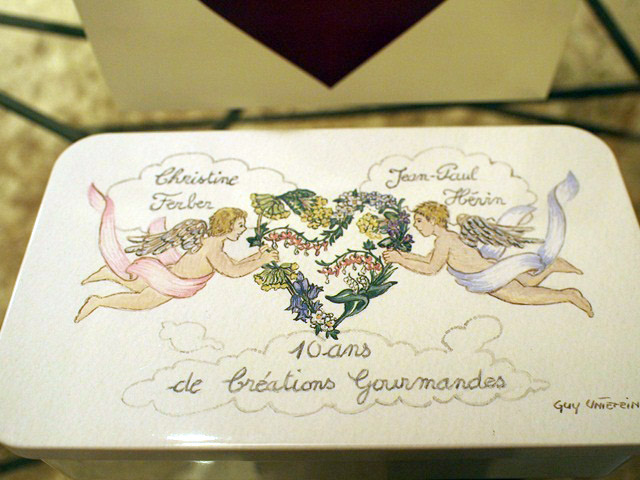 Christine
Ferber
Jean-Paul
Hévin
10 ans
de Créations Gourmandes
Guy Untereiner